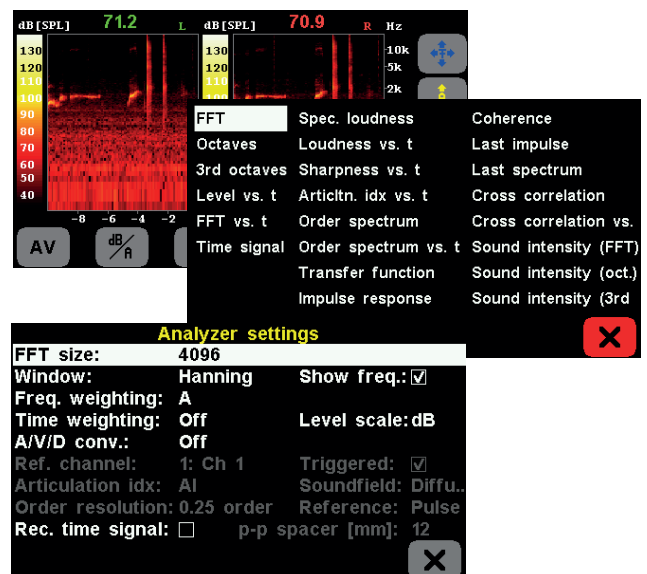 dB[SPL] 71.2 L dB[SPL] 70.9 R Hz
130 130 10k
120 120 5k
110 110
100 100 2k
90
80
70
60
50
40
-8 -6 -4 -2
AV dB/A
FFT Spec. loudness Coherence
Octaves Loudness vs. t Last impulse
3rd octaves Sharpness vs. t Last spectrum
Level vs. t Articltn. idx vs. t Cross correlation
FFT vs. t Order spectrum Cross correlation vs.
Time signal Order spectrum vs. t Sound intensity (FFT)
Transfer function Sound intensity (oct.)
Impulse response Sound intensity (3rd
X
Analyzer settings
FFT size: 4096
Window: Hanning Show freq.:
Freq. weighting: A
Time weighting: Off Level scale: dB
A/V/D conv.: Off
Ref. channel: 1: Ch 1 Triggered:
Articulation idx: AI Soundfield: Diffu..
Order resolution: 0.25 order Reference: Pulse
Rec. time signal: p-p spacer [mm]: 12
X